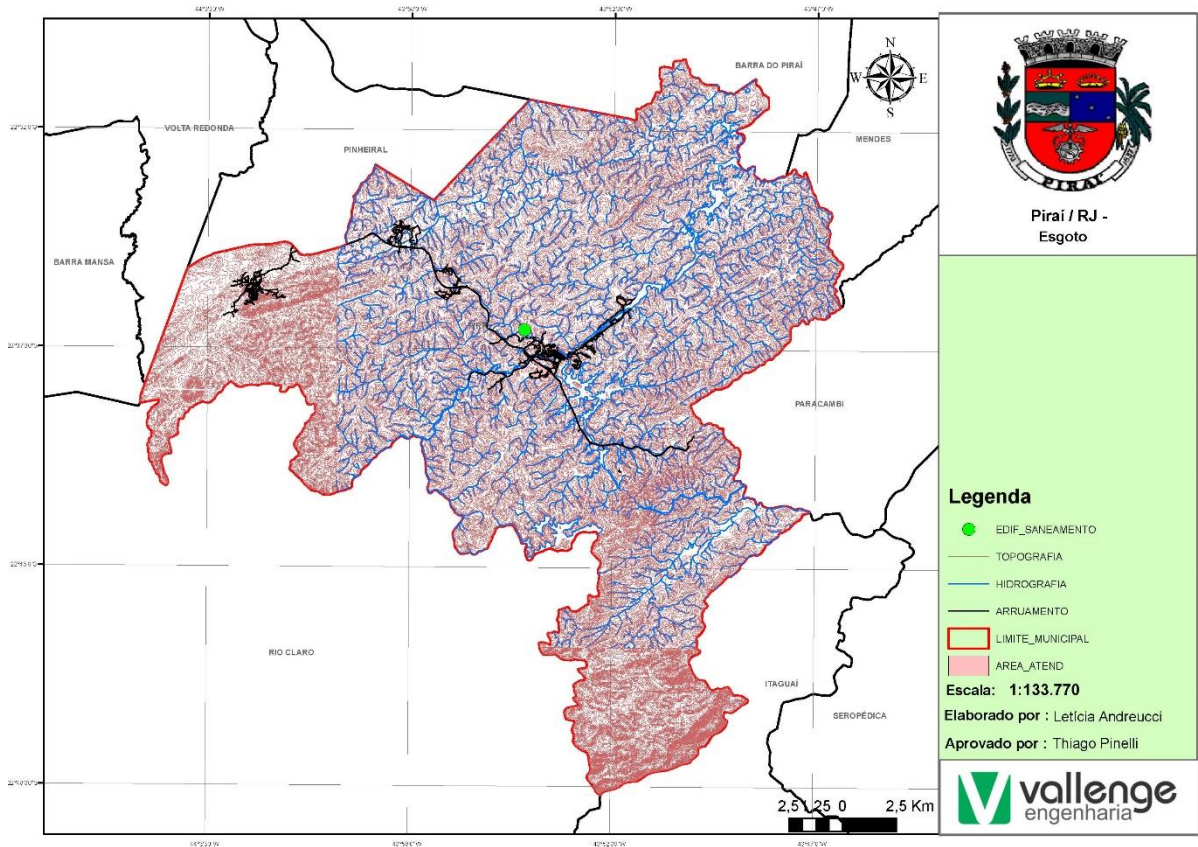 N
W
E
S
BARRA DO PIRAÍ
VOLTA REDONDA
PINHEIRAL
MENDES
BARRA MANSA
PARACAMBI
RIO CLARO
ITAGUAÍ
SEROPÉDICA
2,5 1,25 0 2,5 Km
PIRAÍ
Piraí / RJ -
Esgoto
Legenda
EDIF_SANEAMENTO
TOPOGRAFIA
HIDROGRAFIA
ARRUAMENTO
LIMITE_MUNICIPAL
AREA_ATEND
Escala: 1:133.770
Elaborado por : Letícia Andreucci
Aprovado por : Thiago Pinelli
vallenge
engenharia